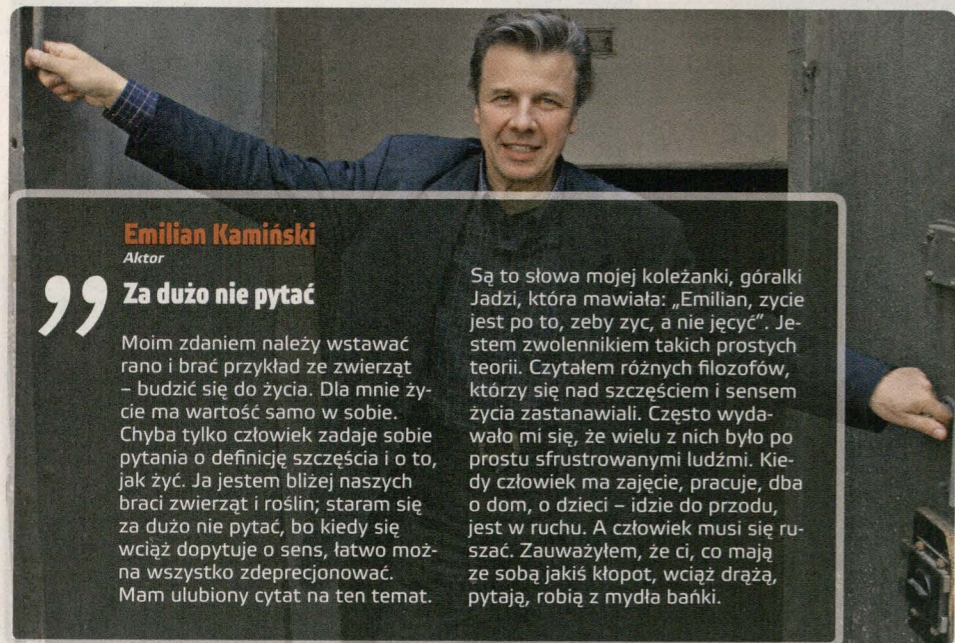 Emilian Kamiński
Aktor
”
Za dużo nie pytać
Moim zdaniem należy wstawać
rano i brać przykład ze zwierząt
– budzić się do życia. Dla mnie ży-
cie ma wartość samo w sobie.
Chyba tylko człowiek zadaje sobie
pytania o definicję szczęścia i o to,
jak żyć. Ja jestem bliżej naszych
braci zwierząt i roślin; staram się
za dużo nie pytać, bo kiedy się
wciąż dopytuje o sens, łatwo moż-
na wszystko zdeprecjonować.
Mam ulubiony cytat na ten temat.
Są to słowa mojej koleżanki, góralki
Jadzi, która mawiała: „Emilian, zycie
jest po to, zeby zyc, a nie jęcyć”. Je-
stem zwolennikiem takich prostych
teorii. Czytałem różnych filozofów,
którzy się nad szczęściem i sensem
życia zastanawiali. Często wyda-
wało mi się, że wielu z nich było po
prostu sfrustrowanymi ludźmi. Kie-
dy człowiek ma zajęcie, pracuje, dba
o dom, o dzieci – idzie do przodu,
jest w ruchu. A człowiek musi się ru-
szać. Zauważyłem, że ci, co mają
ze sobą jakiś kłopot, wciąż drążą,
pytają, robią z mydła bańki.